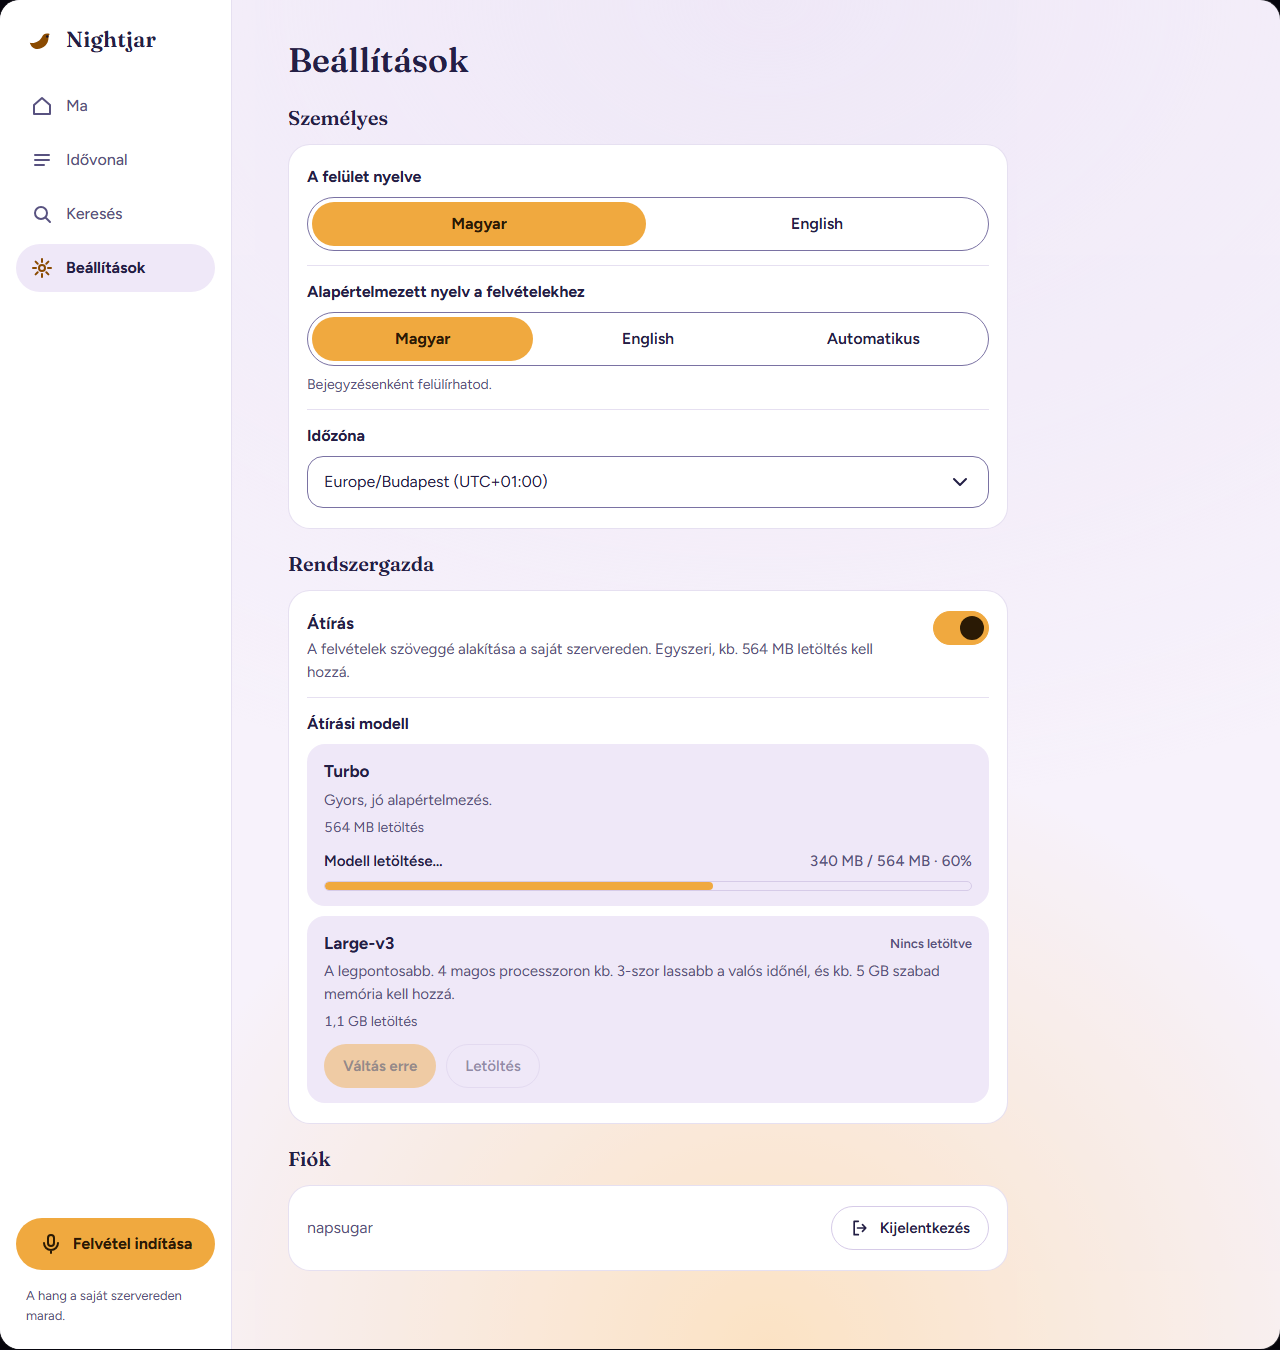 Nightjar
Ma
Idővonal
Keresés
Beállítások
Felvétel indítása
A hang a saját szervereden
marad.
Beállítások
Személyes
A felület nyelve
Magyar English
Alapértelmezett nyelv a felvételekhez
Magyar English Automatikus
Bejegyzésenként felülírhatod.
Időzóna
Europe/Budapest (UTC+01:00)
Rendszergazda
Átírás
A felvételek szöveggé alakítása a saját szervereden. Egyszeri, kb. 564 MB letöltés kell
hozzá.
Átírási modell
Turbo
Gyors, jó alapértelmezés.
564 MB letöltés
Modell letöltése… 340 MB / 564 MB · 60%
Large-v3 Nincs letöltve
A legpontosabb. 4 magos processzoron kb. 3-szor lassabb a valós időnél, és kb. 5 GB szabad
memória kell hozzá.
1,1 GB letöltés
Váltás erre Letöltés
Fiók
napsugar Kijelentkezés